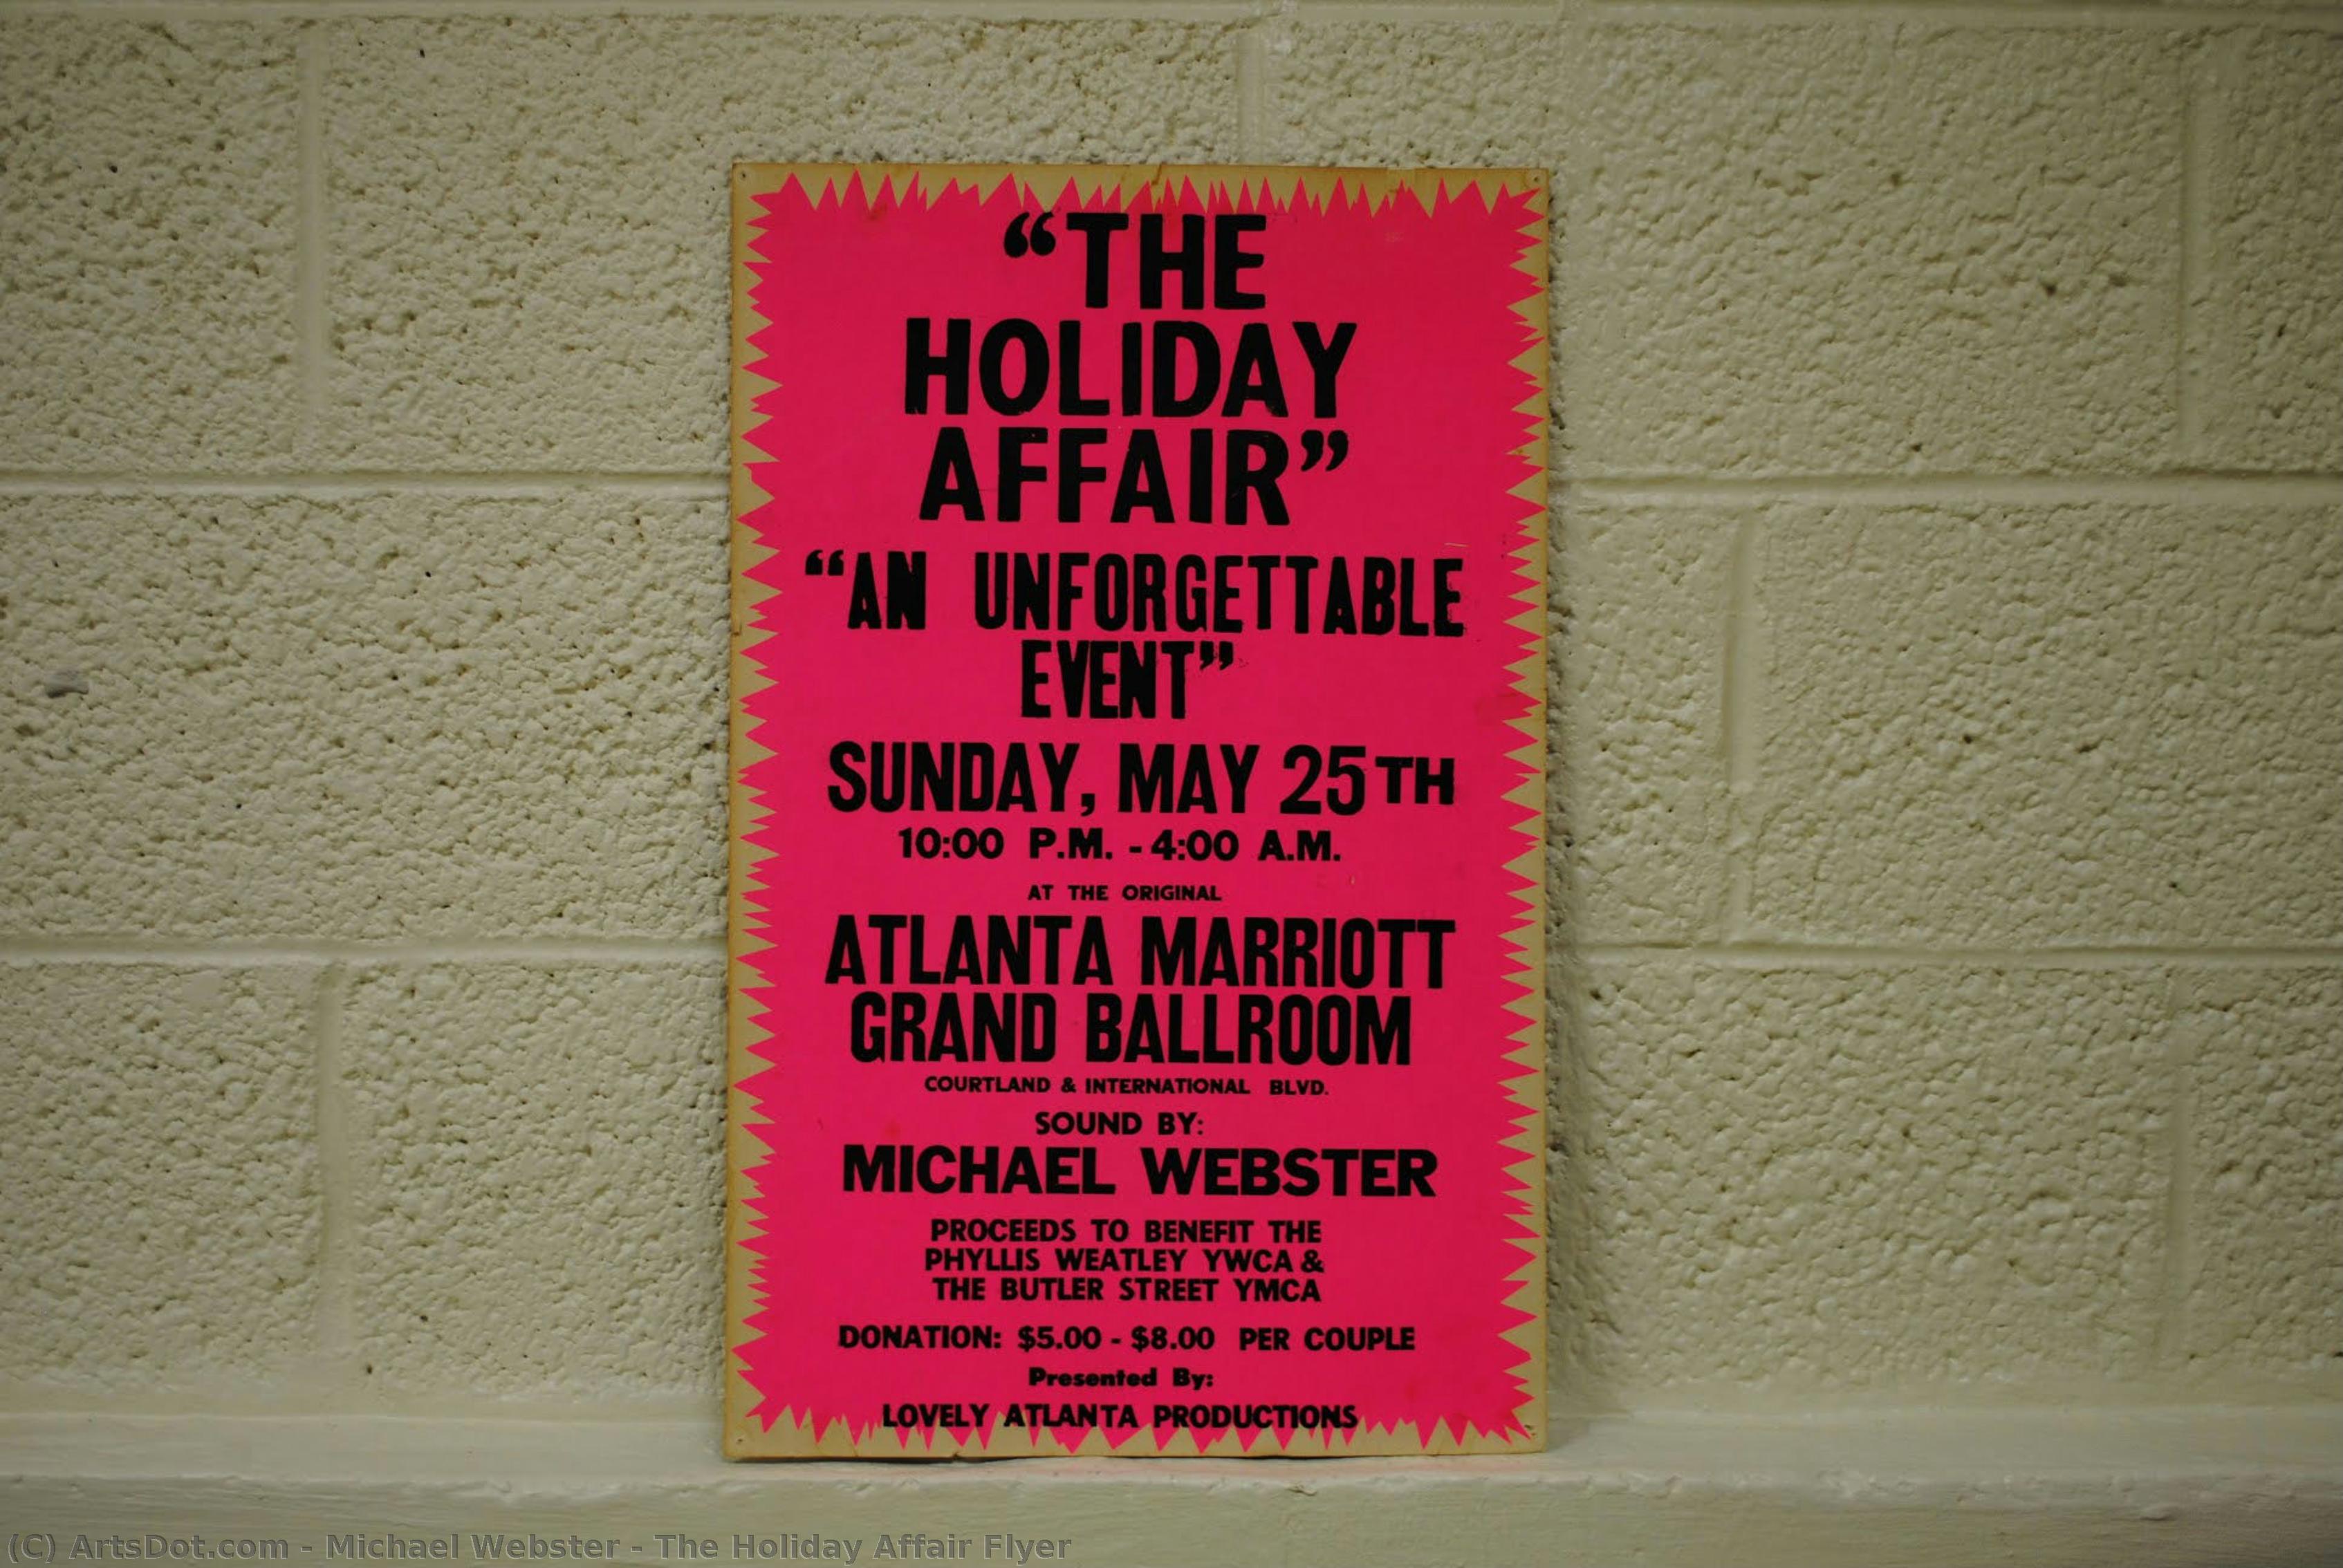 “THE
HOLIDAY
AFFAIR”
“AN UNFORGETTABLE
EVENT”
SUNDAY, MAY 25TH
10:00 P.M. - 4:00 A.M.
AT THE ORIGINAL
ATLANTA MARRIOTT
GRAND BALLROOM
COURTLAND & INTERNATIONAL BLVD.
SOUND BY:
MICHAEL WEBSTER
PROCEEDS TO BENEFIT THE
PHYLLIS WEATLEY YWCA &
THE BUTLER STREET YMCA
DONATION: $5.00 - $8.00 PER COUPLE
Presented By:
LOVELY ATLANTA PRODUCTIONS
(C) ArtsDot.com - Michael Webster - The Holiday Affair Flyer